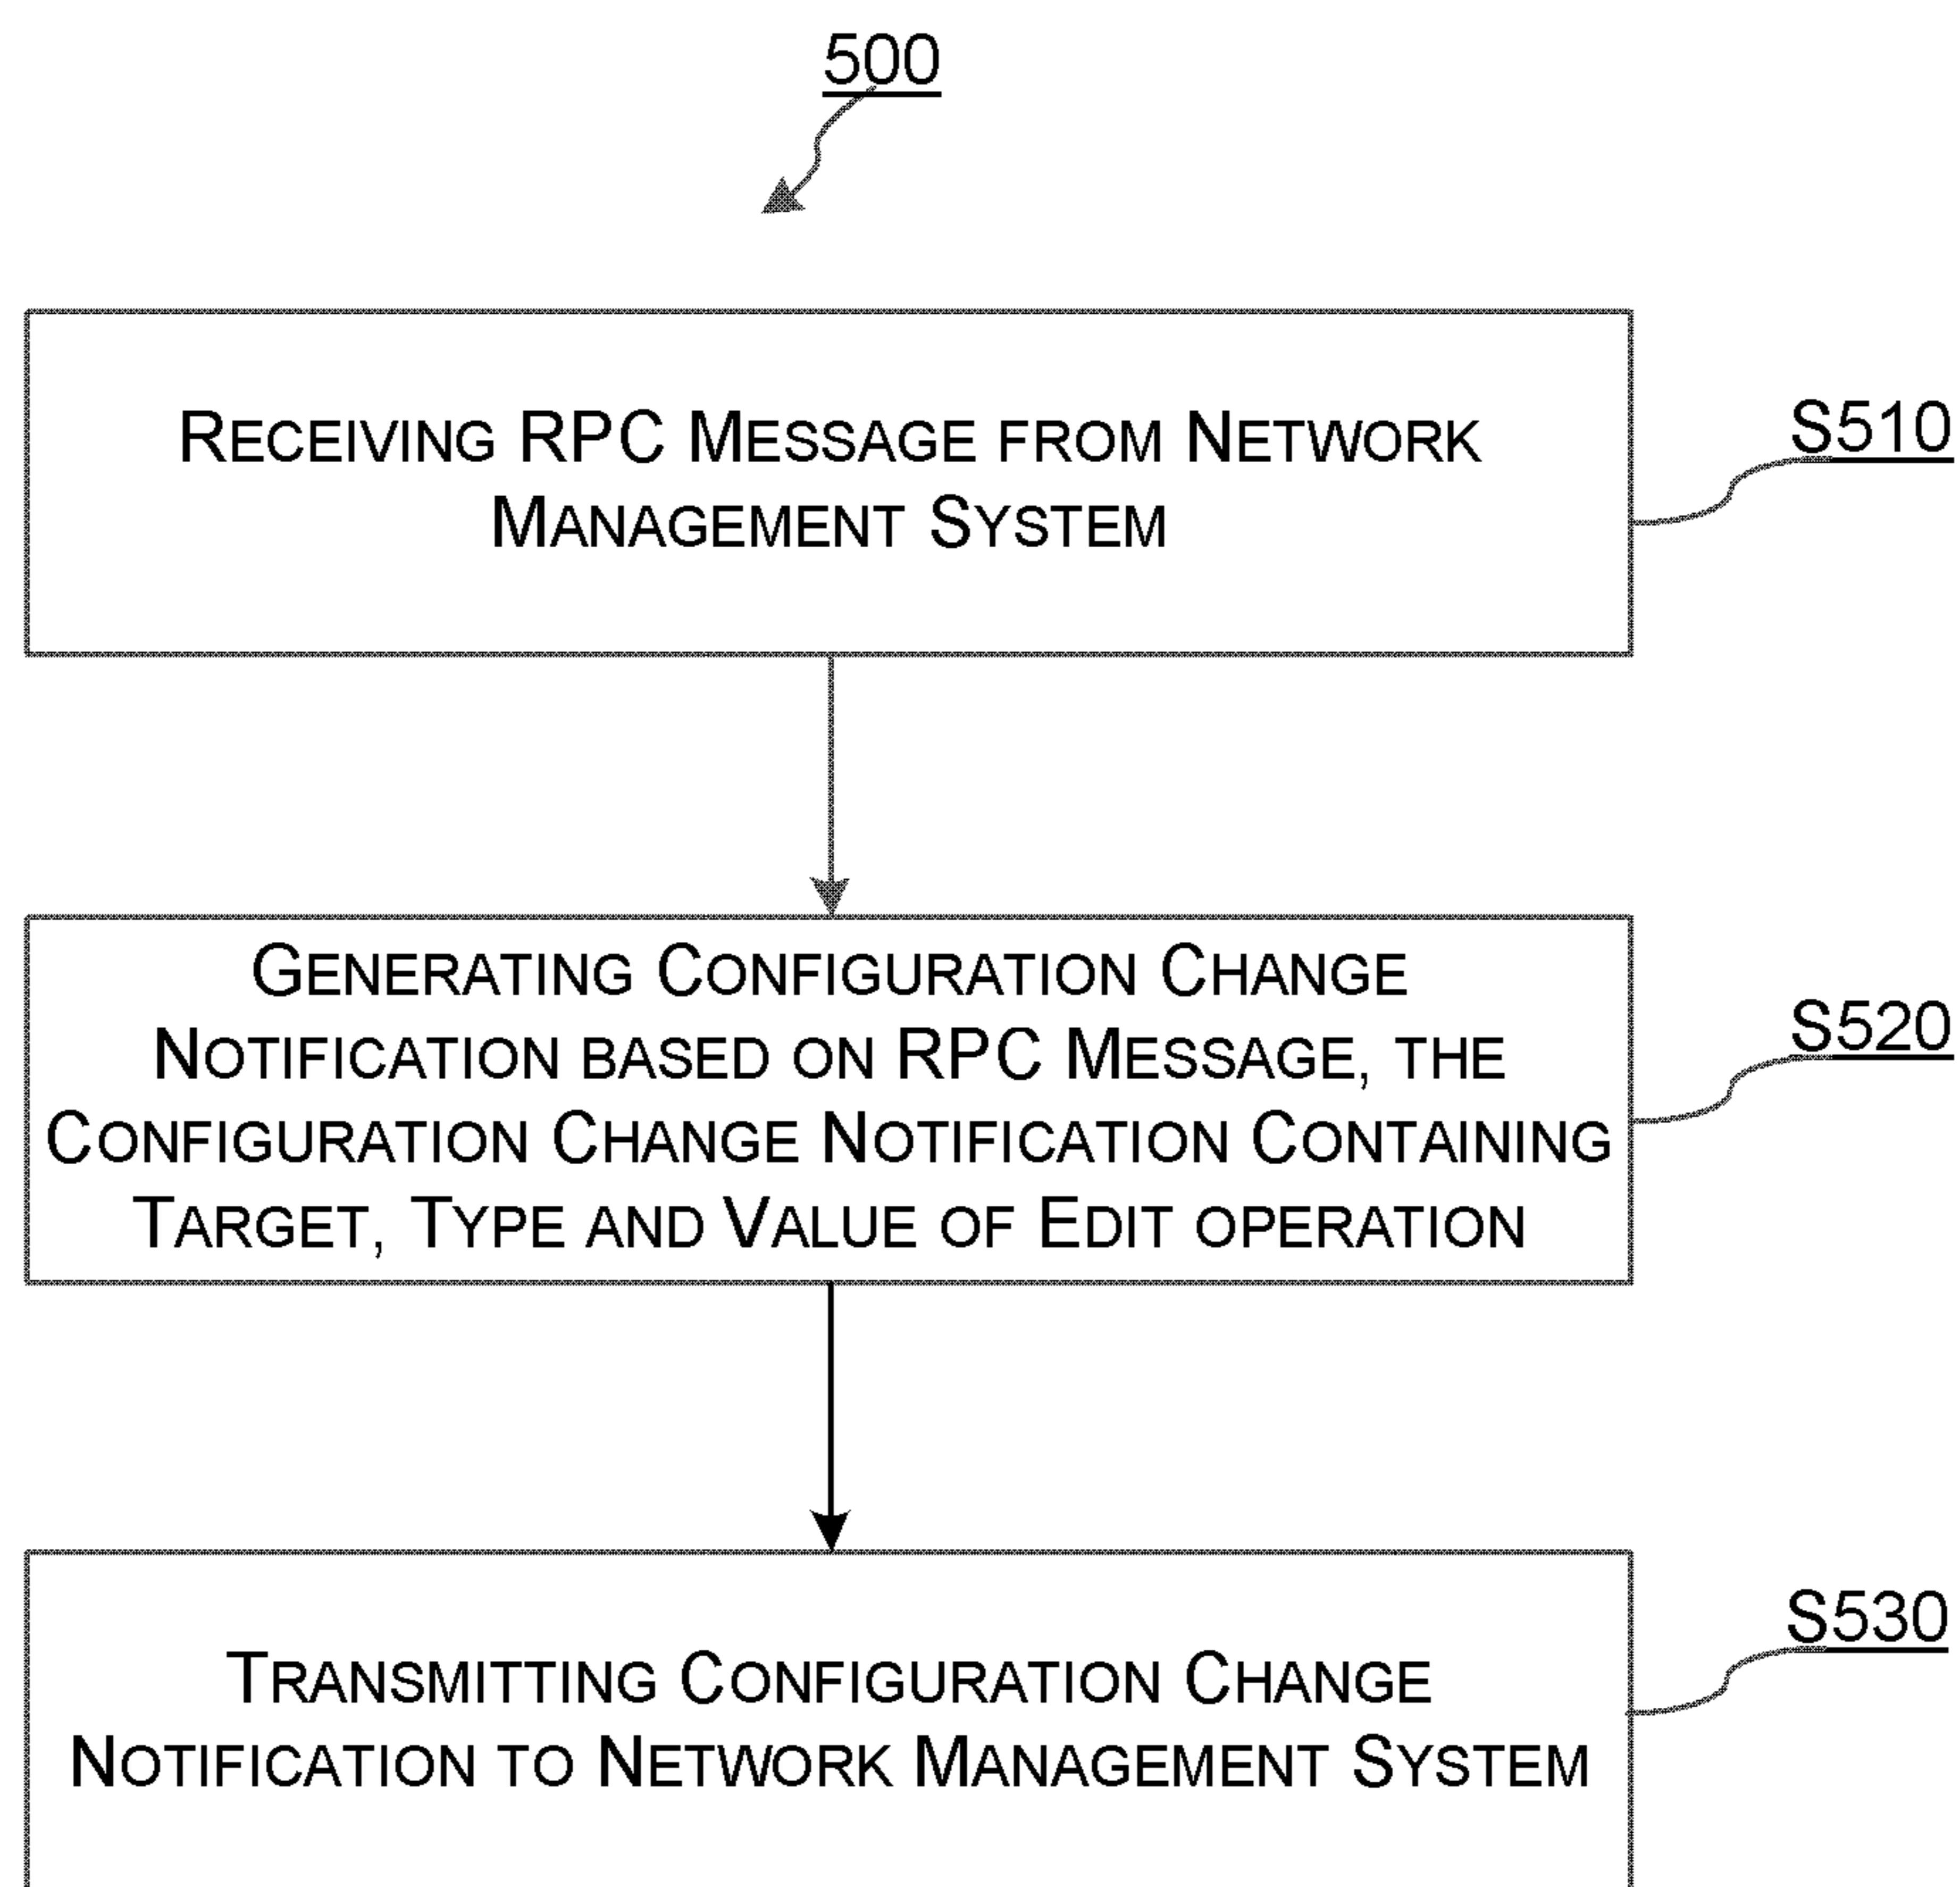 500
RECEIVING RPC MESSAGE FROM NETWORK
MANAGEMENT SYSTEM
S510
GENERATING CONFIGURATION CHANGE
NOTIFICATION BASED ON RPC MESSAGE, THE
CONFIGURATION CHANGE NOTIFICATION CONTAINING
TARGET, TYPE AND VALUE OF EDIT OPERATION
S520
TRANSMITTING CONFIGURATION CHANGE
NOTIFICATION TO NETWORK MANAGEMENT SYSTEM
S530